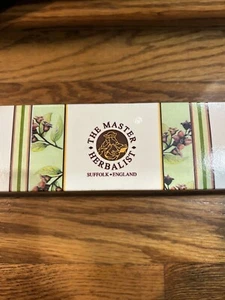 THE MASTER
HERBALIST
SUFFOLK • ENGLAND